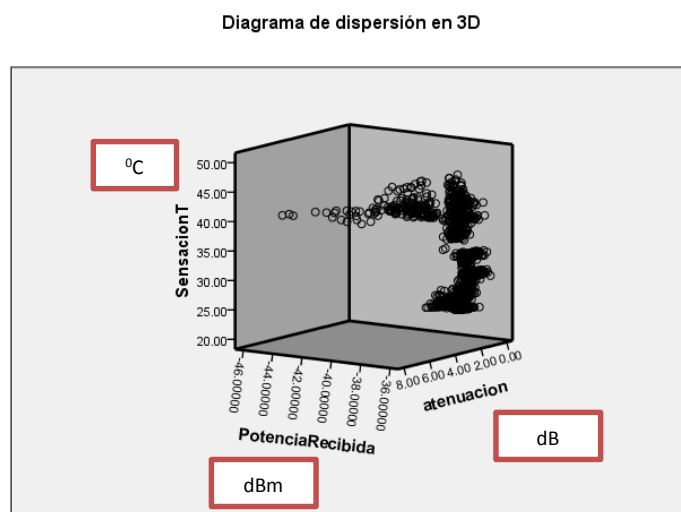 Diagrama de dispersión en 3D
⁰C
SensacionT
50.00
45.00
40.00
35.00
30.00
25.00
20.00
-46.00000
-44.00000
-42.00000
-40.00000
-38.00000
-36.00000
PotenciaRecibida
8.00
6.00
4.00
2.00
0.00
atenuacion
dB
dBm